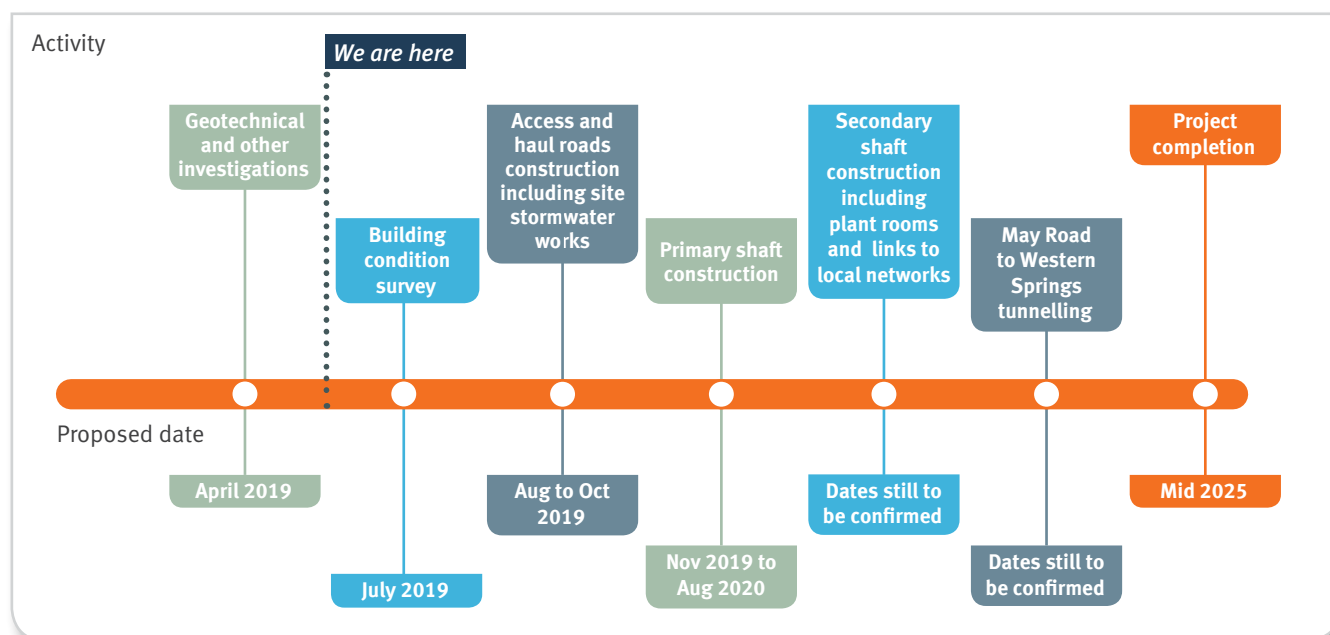 Activity
We are here
Geotechnical
and other
investigations
Building
condition
survey
Access and
haul roads
construction
including site
stormwater
works
Primary shaft
construction
Secondary
shaft
construction
including
plant rooms
and links to
local networks
May Road
to Western
Springs
tunnelling
Project
completion
Proposed date
April 2019
July 2019
Aug to Oct
2019
Nov 2019 to
Aug 2020
Dates still to
be confirmed
Dates still to
be confirmed
Mid 2025